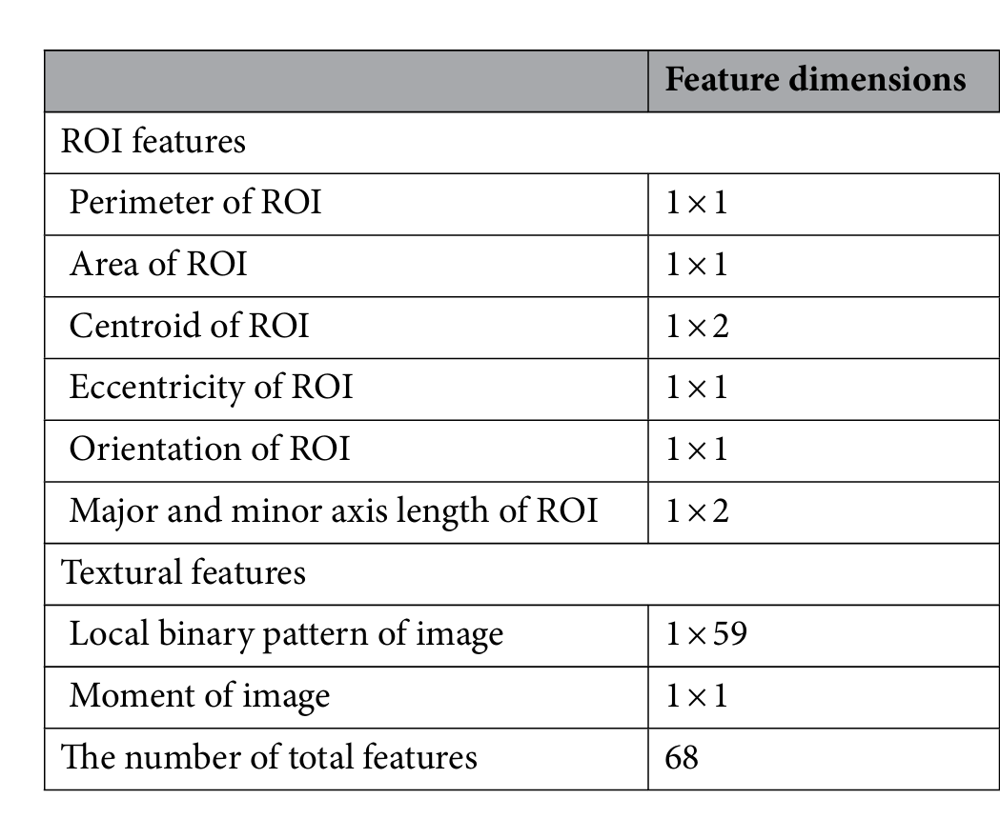 Feature dimensions
ROI features
Perimeter of ROI 1×1
Area of ROI 1×1
Centroid of ROI 1×2
Eccentricity of ROI 1×1
Orientation of ROI 1×1
Major and minor axis length of ROI 1×2
Textural features
Local binary pattern of image 1×59
Moment of image 1×1
The number of total features 68